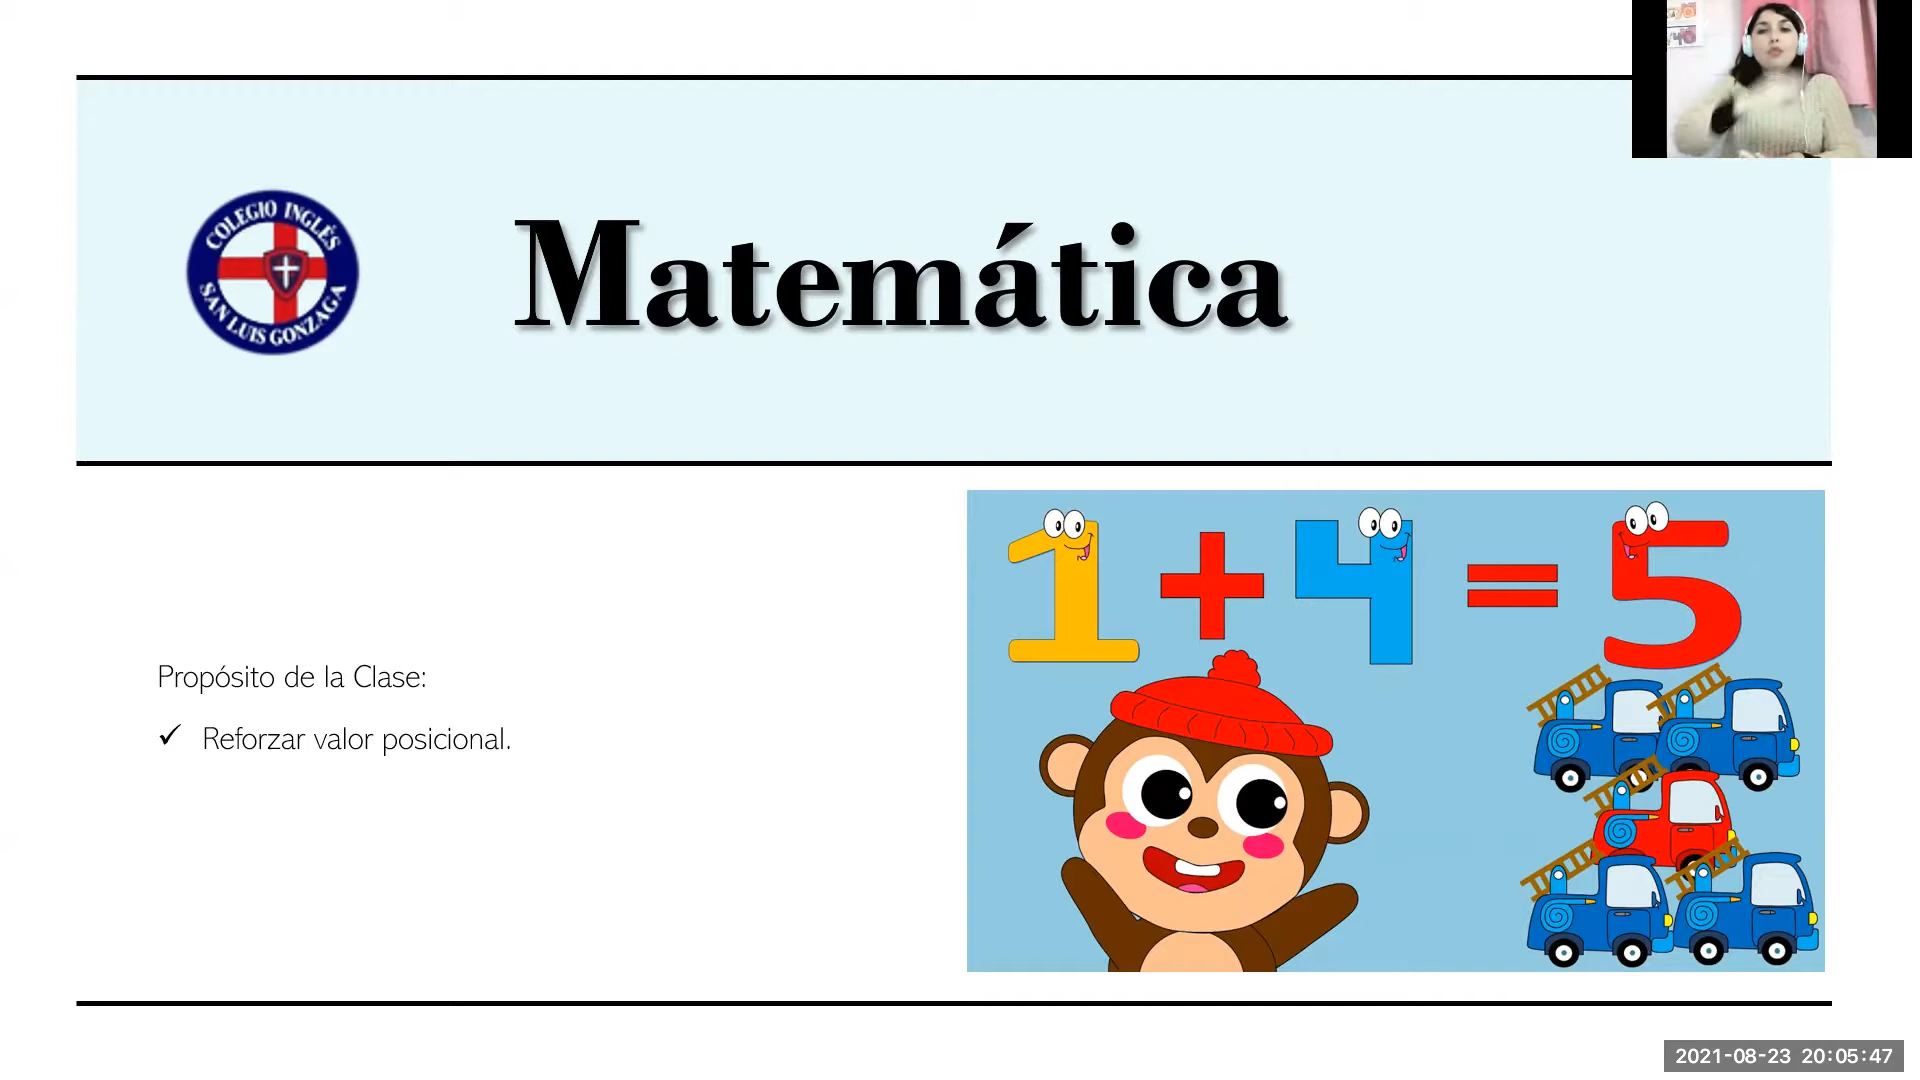 COLEGIO INGLÉS
SAN LUIS GONZAGA
Matemática
1 + 4 = 5
Propósito de la Clase:
✓ Reforzar valor posicional.
2021-08-23 20:05:47